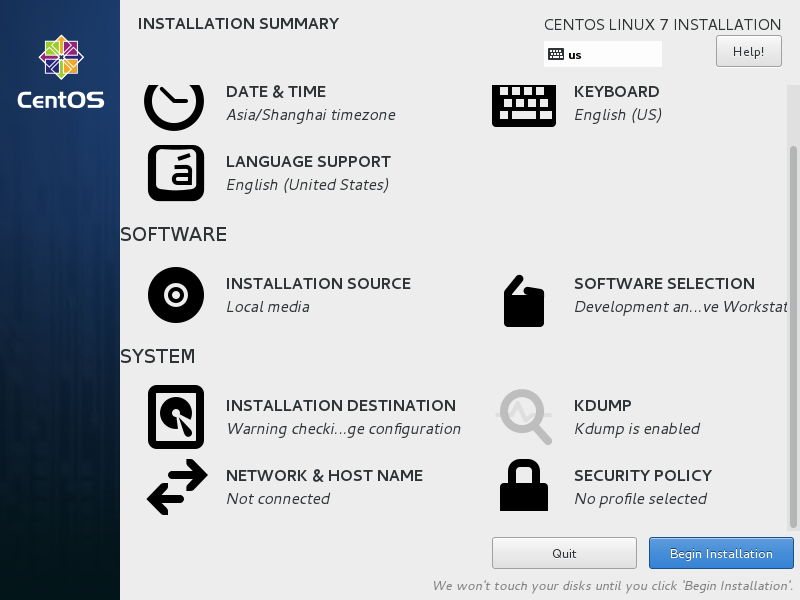 INSTALLATION SUMMARY
CENTOS LINUX 7 INSTALLATION
us
Help!
CentOS
DATE & TIME
Asia/Shanghai timezone
KEYBOARD
English (US)
LANGUAGE SUPPORT
English (United States)
SOFTWARE
INSTALLATION SOURCE
Local media
SOFTWARE SELECTION
Development an...ve Workstat
SYSTEM
INSTALLATION DESTINATION
Warning checki...ge configuration
KDUMP
Kdump is enabled
NETWORK & HOST NAME
Not connected
SECURITY POLICY
No profile selected
Quit
Begin Installation
We won't touch your disks until you click 'Begin Installation'.